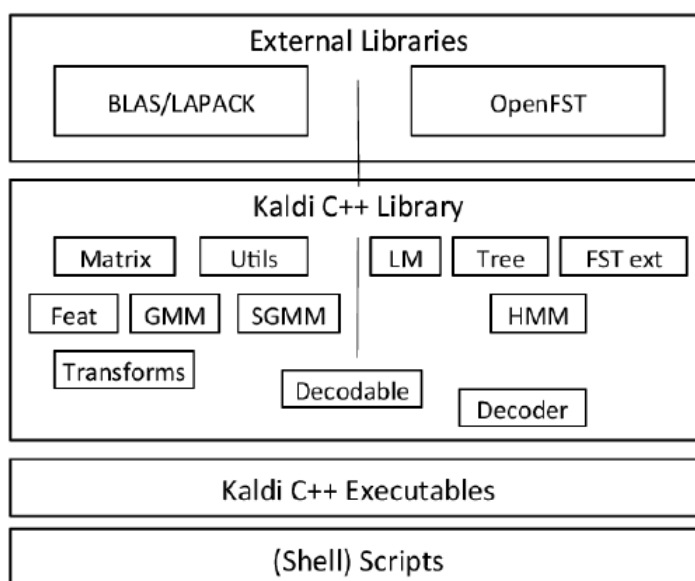 External Libraries
BLAS/LAPACK
OpenFST
Kaldi C++ Library
Matrix
Utils
LM
Tree
FST ext
Feat
GMM
SGMM
HMM
Transforms
Decodable
Decoder
Kaldi C++ Executables
(Shell) Scripts